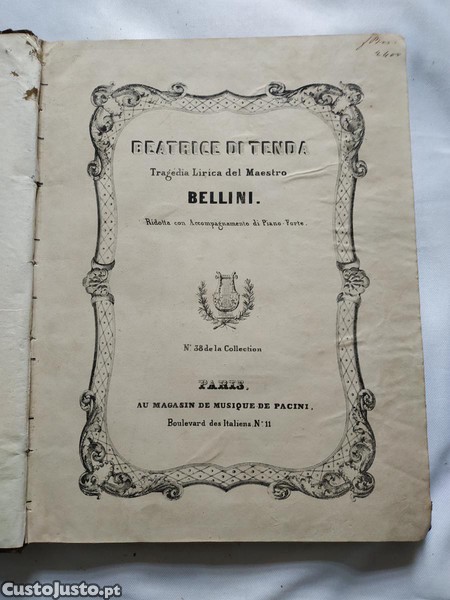 2400
BEATRICE DI TENDA
Tragedia Lirica del Maestro
BELLINI.
Ridotta con Accompagnamento di Piano-Forte.
N.º 38 de la Collection
PARIS,
AU MAGASIN DE MUSIQUE DE PACINI,
Boulevard des Italiens. N.º 11
CustoJusto.pt